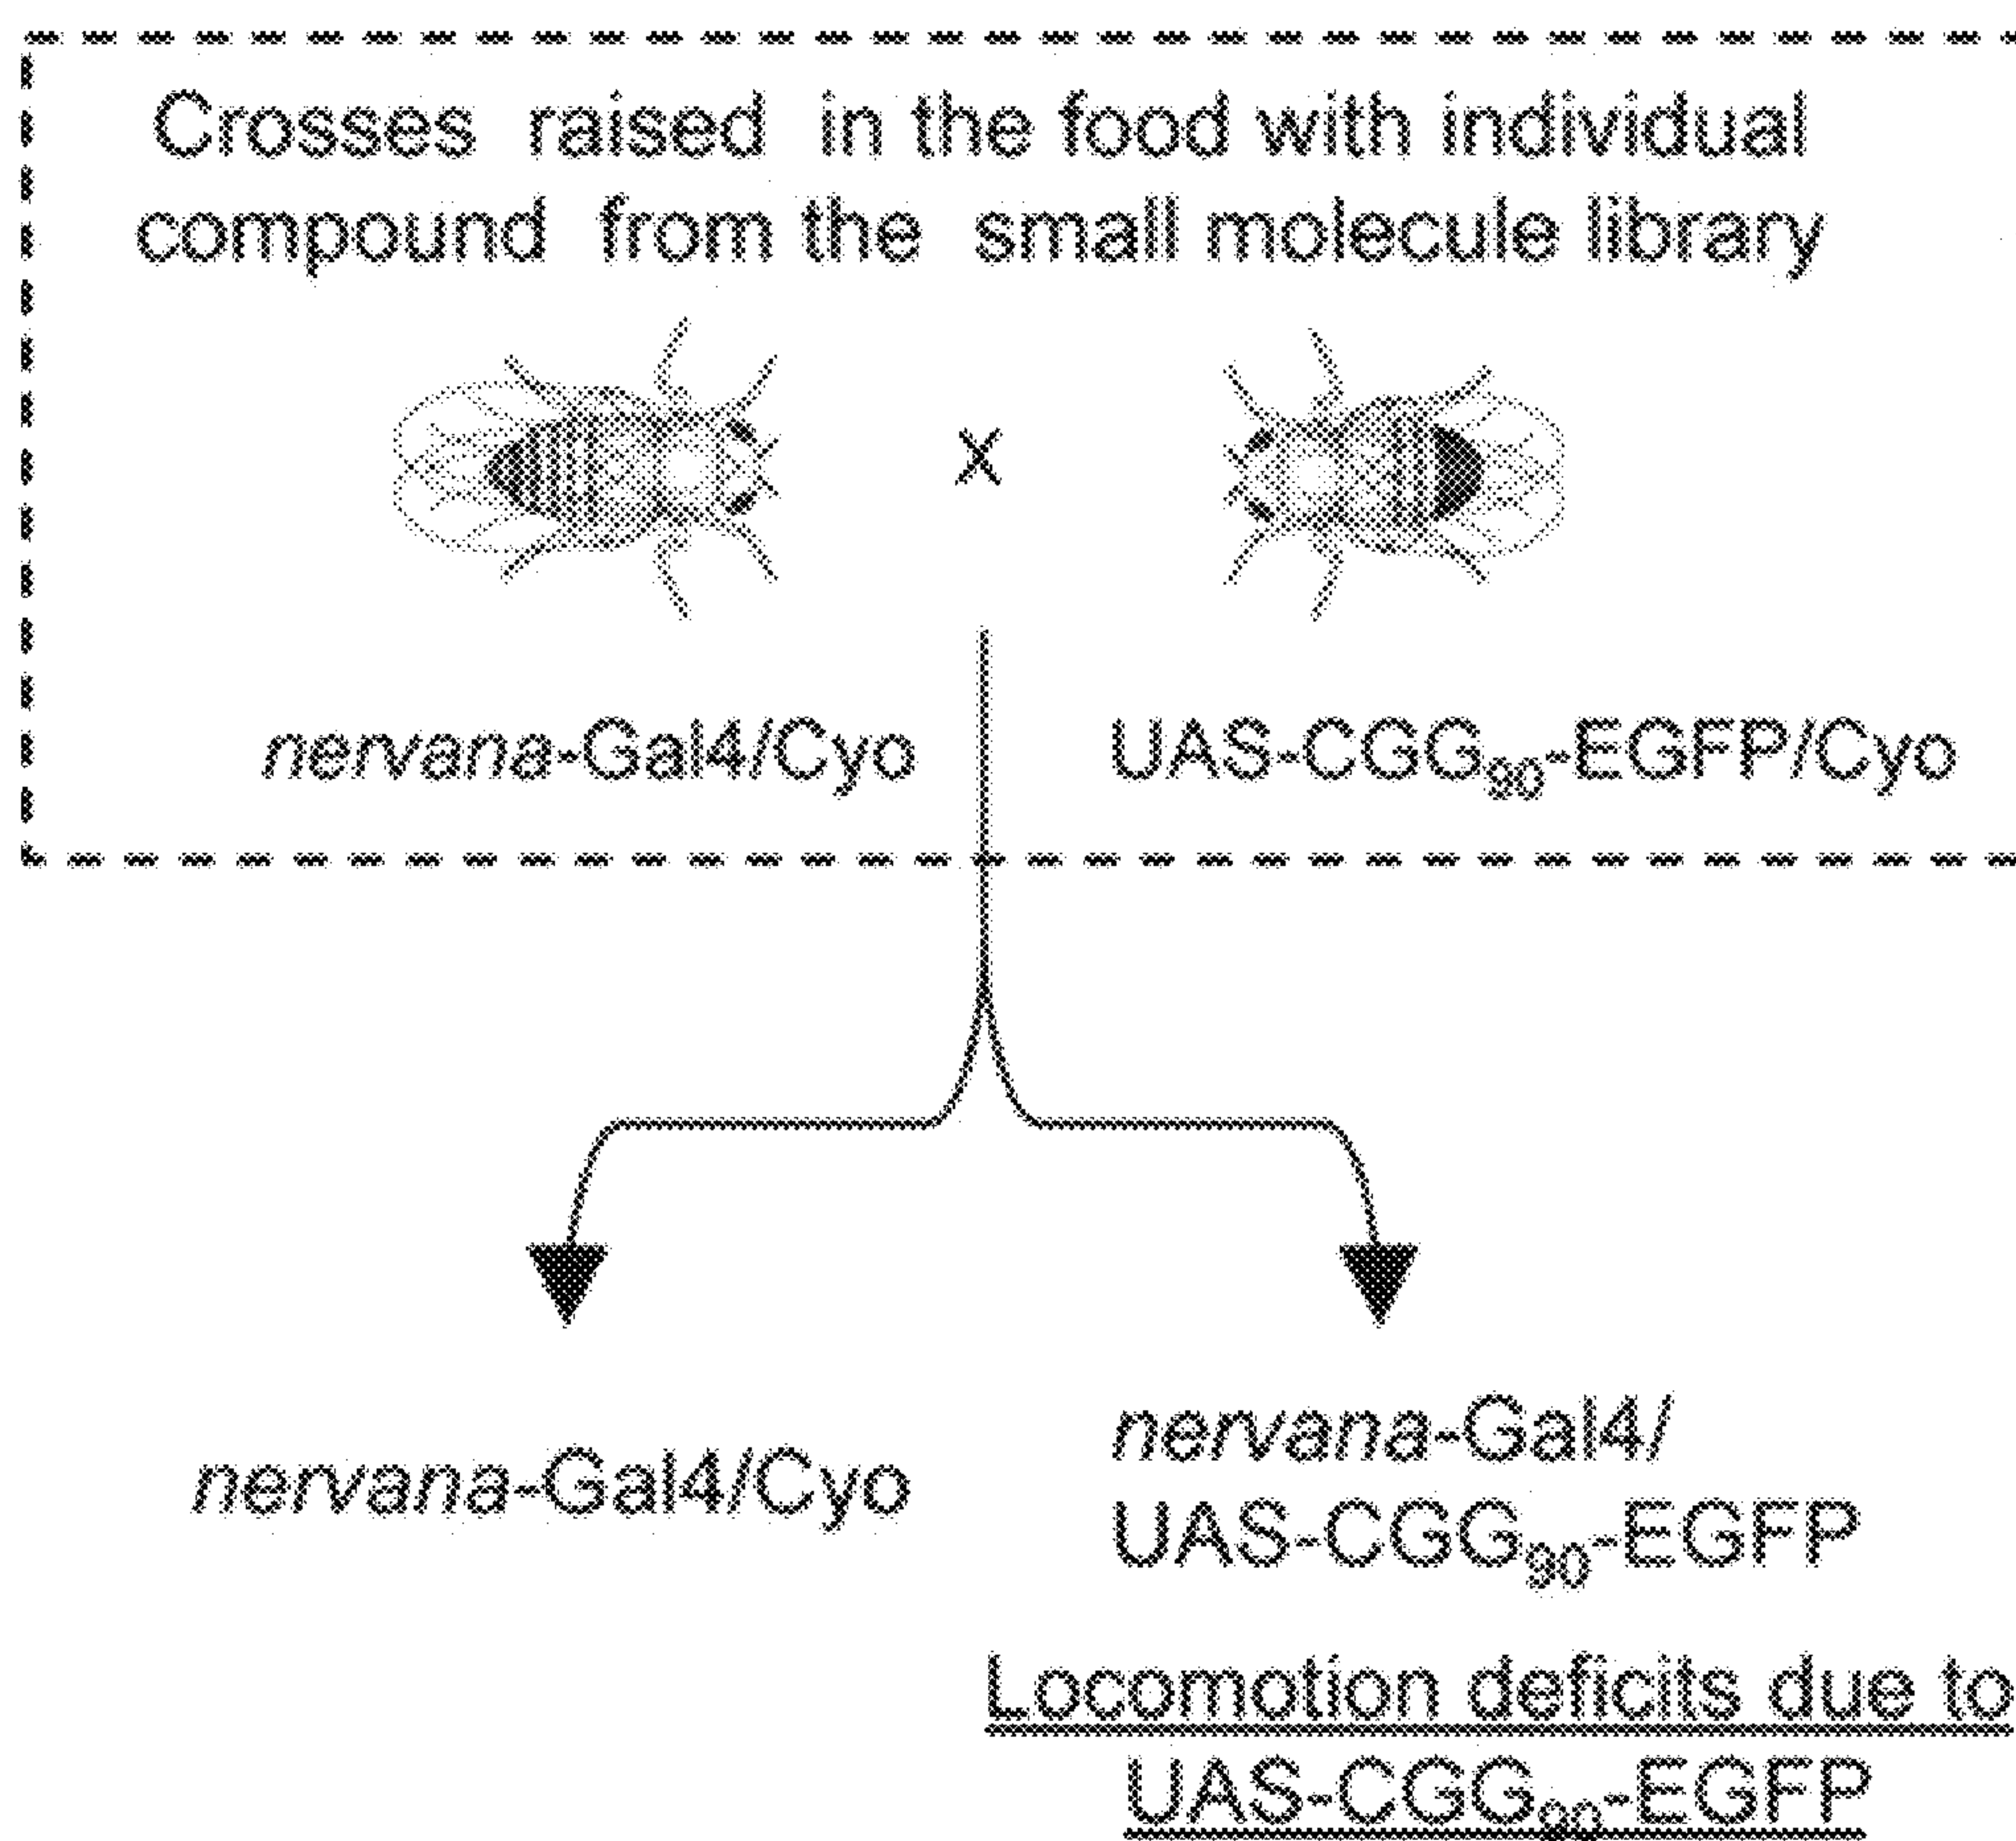 Crosses raised in the food with individual
compound from the small molecule library
x
nervana-Gal4/Cyo
UAS-CGG₉₀-EGFP/Cyo
nervana-Gal4/Cyo
nervana-Gal4/
UAS-CGG₉₀-EGFP
Locomotion deficits due to
UAS-CGG₉₀-EGFP